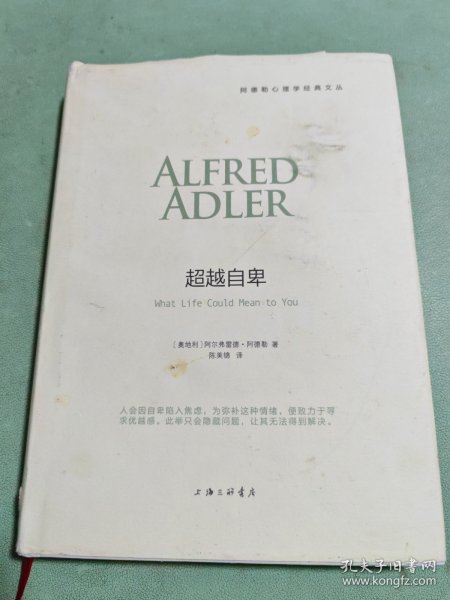 阿德勒心理学经典文丛
ALFRED
ADLER
超越自卑
What Life Could Mean to You
[奥地利]阿尔弗雷德·阿德勒 著
陈美锦 译
人会因自卑陷入焦虑，为弥补这种情绪，便致力于寻
求优越感。此举只会隐藏问题，让其无法得到解决。
上海三联书店
孔夫子旧书网
www.kongfz.com